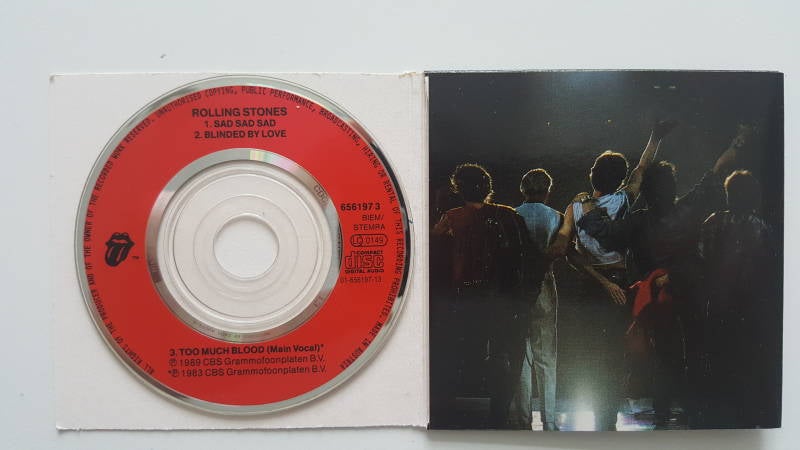 ROLLING STONES
1. SAD SAD SAD
2. BLINDED BY LOVE
656197 3
BIEM/
STEMRA
LC 0149
COMPACT
disc
DIGITAL AUDIO
01-656197-13
TM
3. TOO MUCH BLOOD (Main Vocal)*
℗ 1989 CBS Grammofoonplaten B.V.
*℗ 1983 CBS Grammofoonplaten B.V.
ALL RIGHTS OF THE PRODUCER AND OF THE OWNER OF THE RECORDED WORK RESERVED. UNAUTHORISED COPYING, PUBLIC PERFORMANCE, BROADCASTING, HIRING OR RENTAL OF THIS RECORDING PROHIBITED. MADE IN AUSTRIA